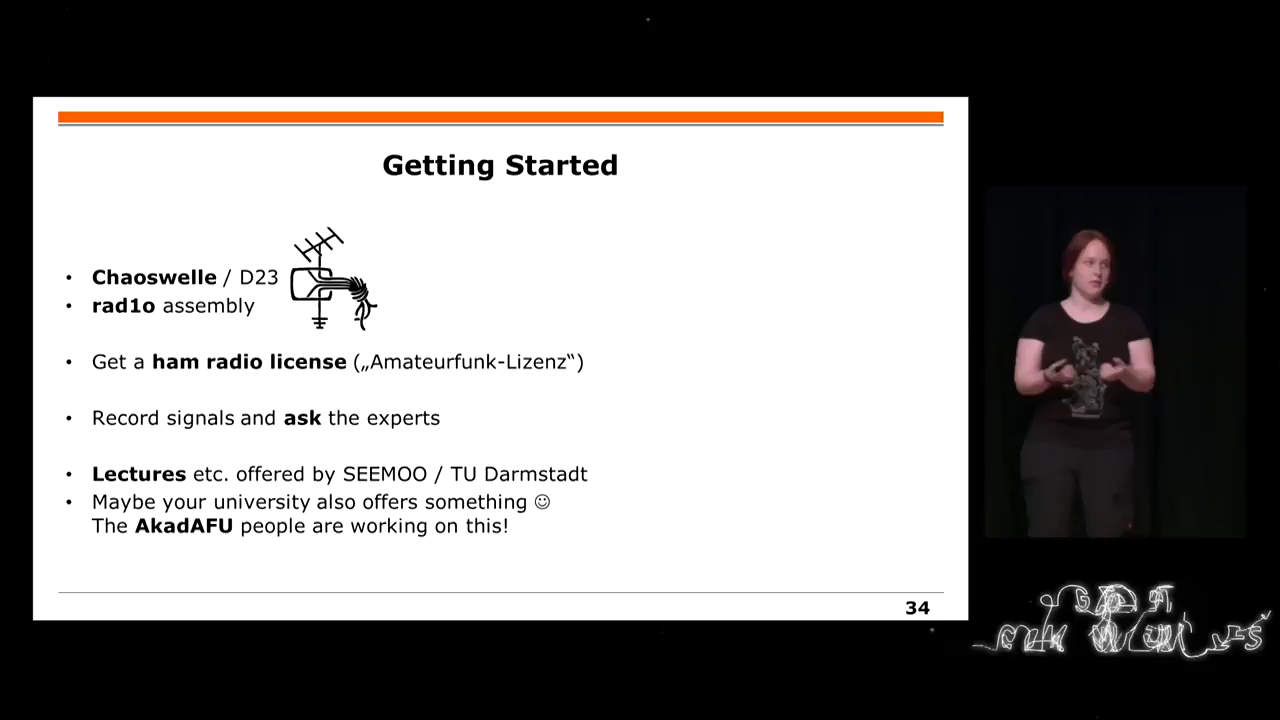 Getting Started
• Chaoswelle / D23
• rad1o assembly
• Get a ham radio license („Amateurfunk-Lizenz“)
• Record signals and ask the experts
• Lectures etc. offered by SEEMOO / TU Darmstadt
• Maybe your university also offers something ☺
The AkadAFU people are working on this!
34